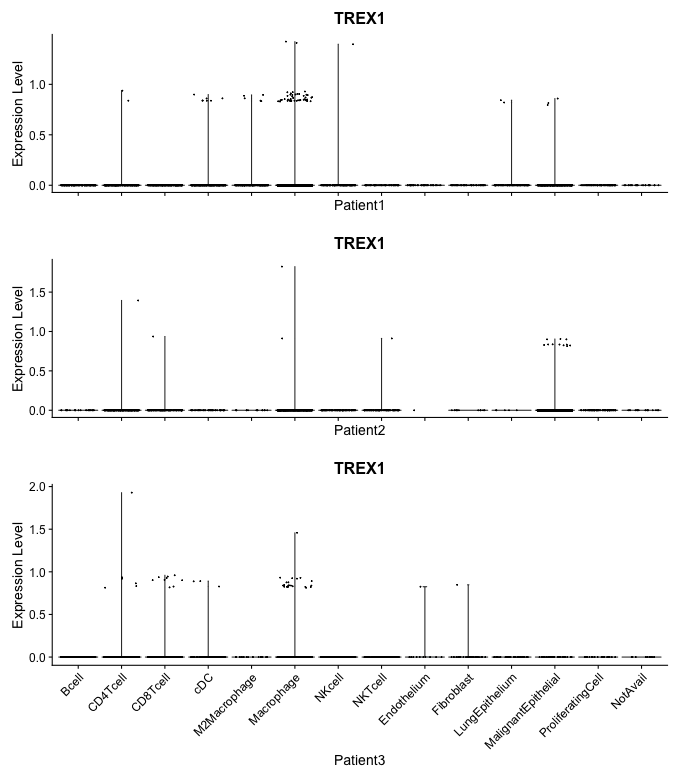 TREX1
Expression Level
1.0
0.5
0.0
Patient1
TREX1
Expression Level
1.5
1.0
0.5
0.0
Patient2
TREX1
Expression Level
2.0
1.5
1.0
0.5
0.0
Bcell
CD4Tcell
CD8Tcell
cDC
M2Macrophage
Macrophage
NKcell
NKTcell
Endothelium
Fibroblast
LungEpithelium
MalignantEpithelial
ProliferatingCell
NotAvail
Patient3